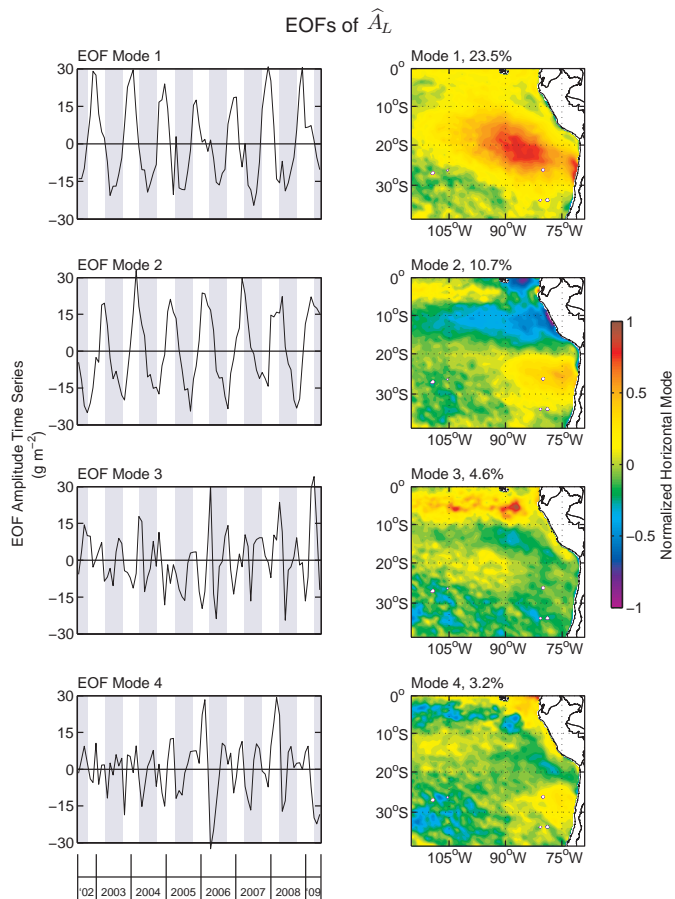 EOFs of Â_L
EOF Mode 1
30
15
0
−15
−30
Mode 1, 23.5%
0°
10°S
20°S
30°S
105°W 90°W 75°W
EOF Mode 2
30
15
0
−15
−30
Mode 2, 10.7%
0°
10°S
20°S
30°S
105°W 90°W 75°W
EOF Mode 3
30
15
0
−15
−30
Mode 3, 4.6%
0°
10°S
20°S
30°S
105°W 90°W 75°W
EOF Mode 4
30
15
0
−15
−30
Mode 4, 3.2%
0°
10°S
20°S
30°S
105°W 90°W 75°W
'02 2003 2004 2005 2006 2007 2008 '09
EOF Amplitude Time Series
(g m⁻²)
1
0.5
0
−0.5
−1
Normalized Horizontal Mode